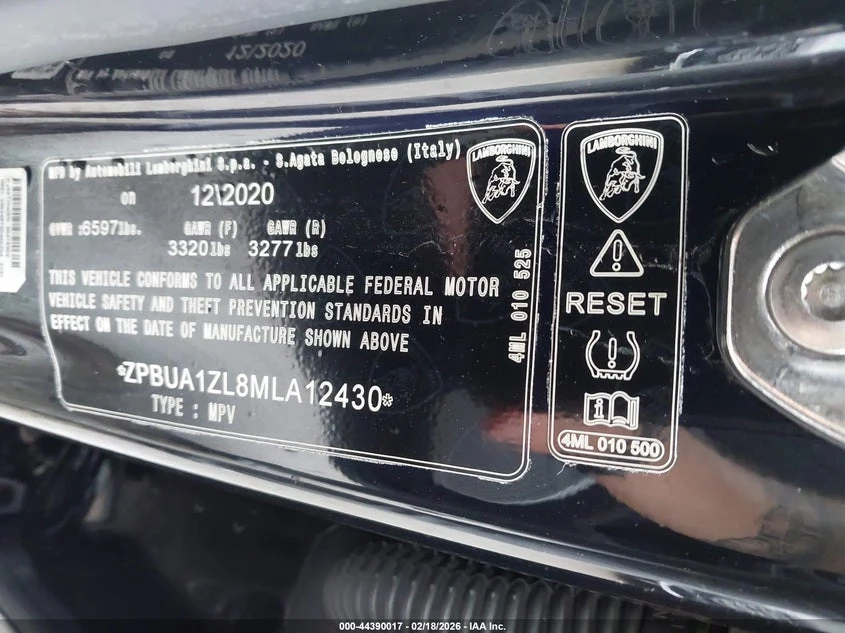 12/2020
MFD by Automobili Lamborghini S.p.a. - S.Agata Bolognese (Italy)
on 12\2020
GVWR :6597lbs. GAWR (F) GAWR (R)
3320lbs 3277lbs
THIS VEHICLE CONFORMS TO ALL APPLICABLE FEDERAL MOTOR
VEHICLE SAFETY AND THEFT PREVENTION STANDARDS IN
EFFECT ON THE DATE OF MANUFACTURE SHOWN ABOVE
*ZPBUA1ZL8MLA12430*
TYPE : MPV
LAMBORGHINI
4ML 010 525
LAMBORGHINI
RESET
4ML 010 500
000-44390017 - 02/18/2026 - IAA Inc.